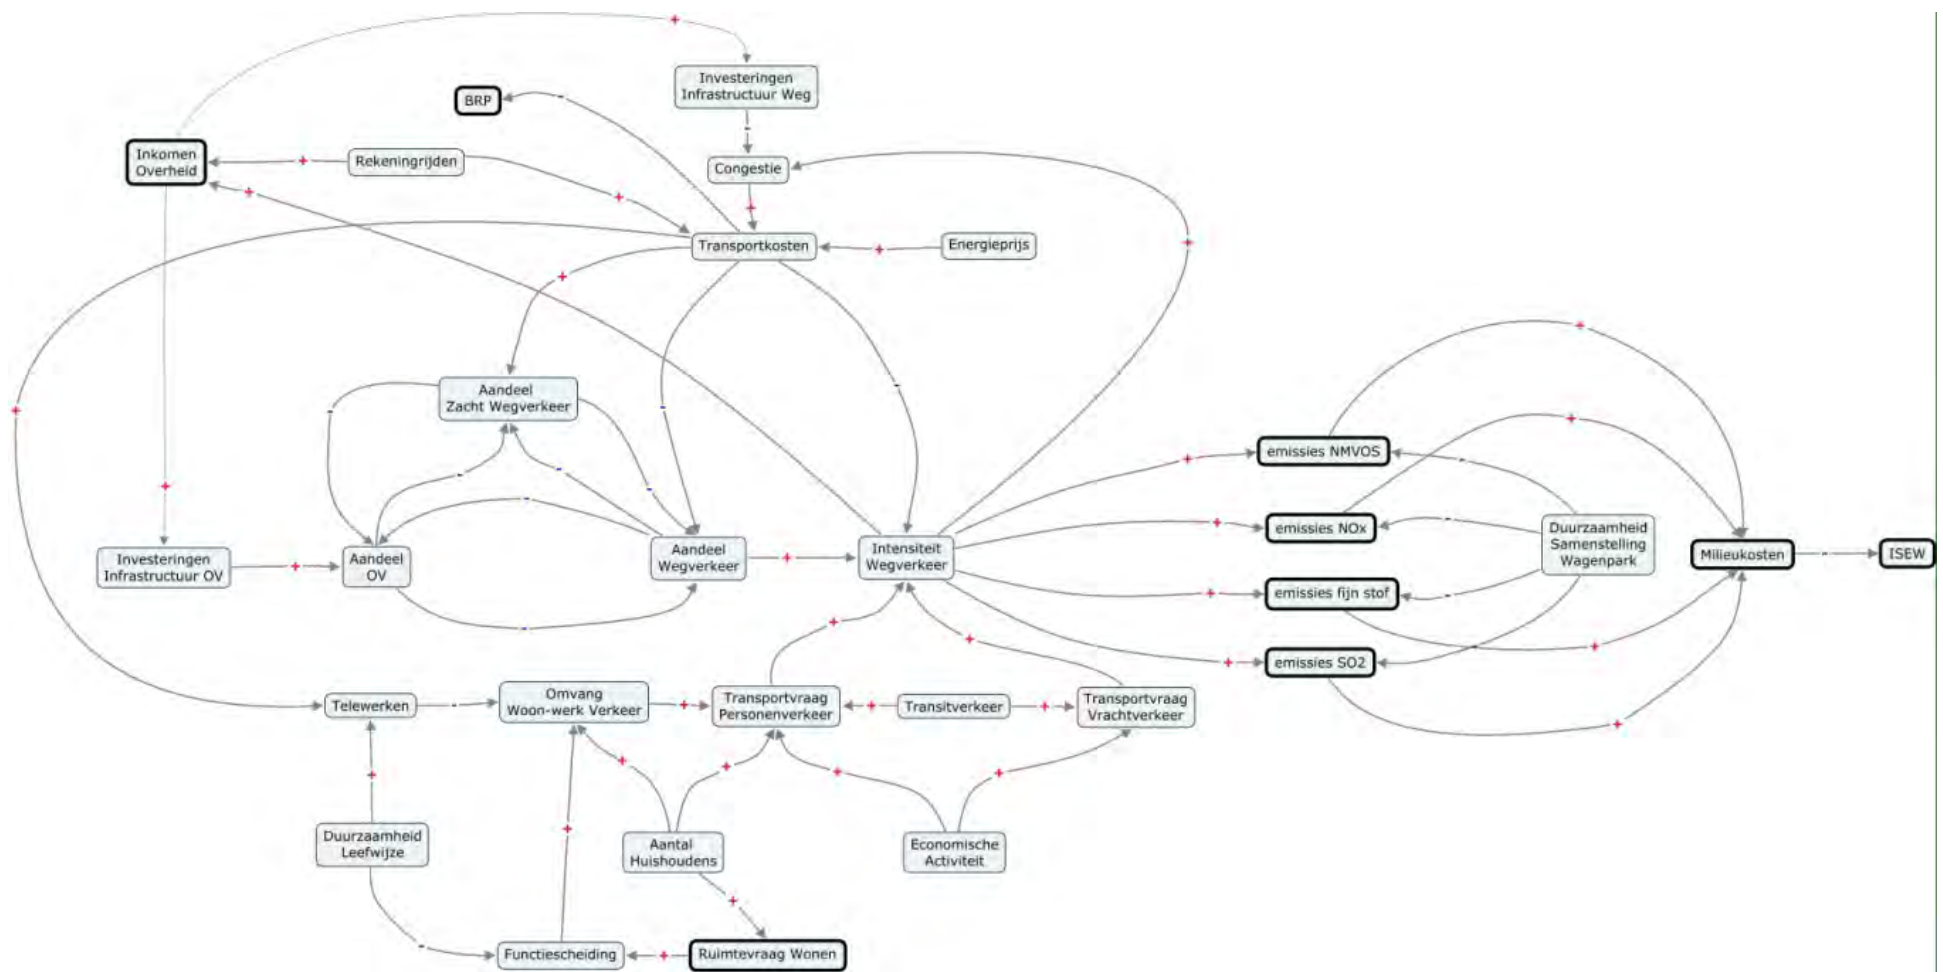 Investeringen
Infrastructuur Weg
BRP
Inkomen
Overheid
Rekeningrijden
Congestie
Transportkosten
Energieprijs
Aandeel
Zacht Wegverkeer
emissies NMVOS
emissies NOx
Duurzaamheid
Samenstelling
Wagenpark
Investeringen
Infrastructuur OV
Aandeel
OV
Aandeel
Wegverkeer
Intensiteit
Wegverkeer
Milieukosten
ISEW
emissies fijn stof
emissies SO2
Telewerken
Omvang
Woon-werk Verkeer
Transportvraag
Personenverkeer
Transitverkeer
Transportvraag
Vrachtverkeer
Duurzaamheid
Leefwijze
Aantal
Huishoudens
Economische
Activiteit
Functiescheiding
Ruimtevraag Wonen